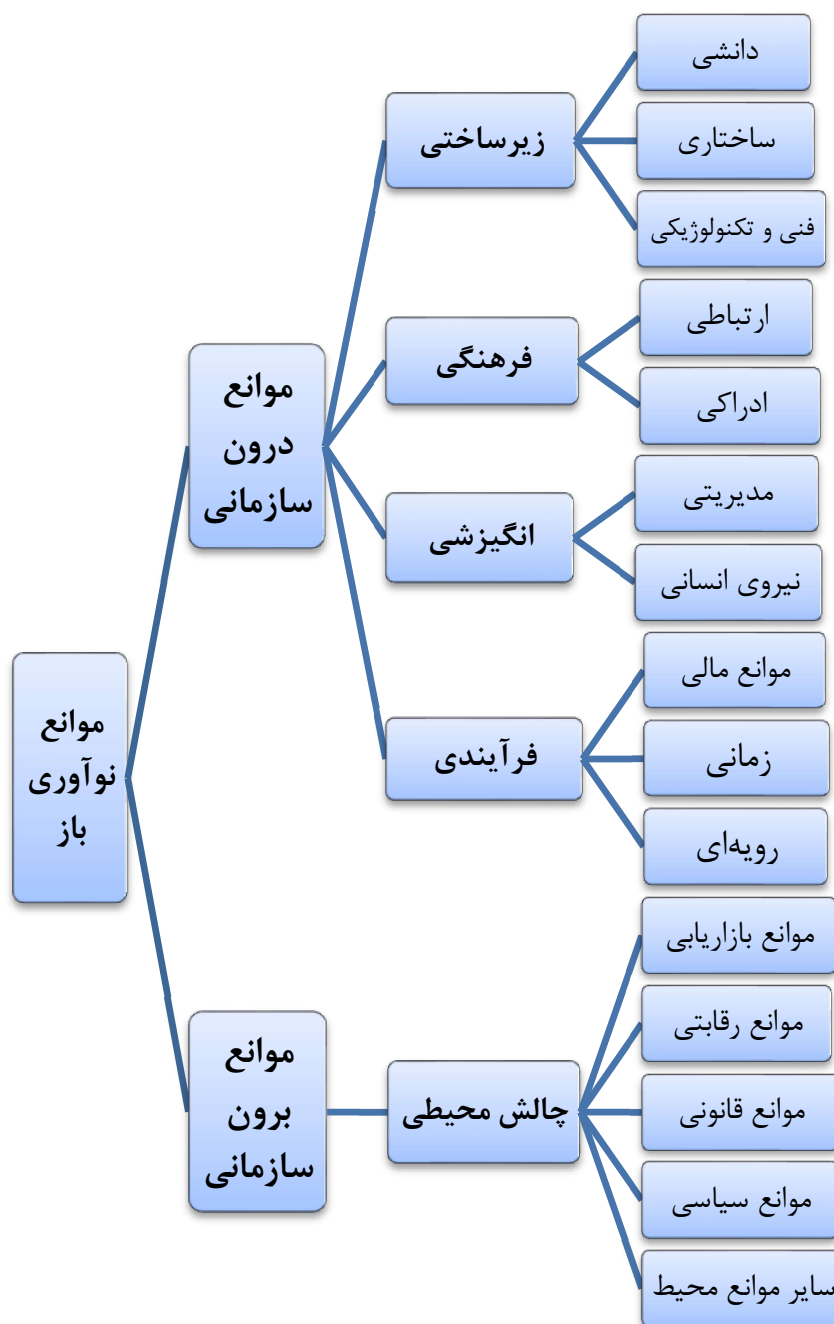 موانع
نوآوری
باز
موانع
درون
سازمانی
زیرساختی
دانشی
ساختاری
فنی و تکنولوژیکی
فرهنگی
ارتباطی
ادراکی
انگیزشی
مدیریتی
نیروی انسانی
فرآیندی
موانع مالی
زمانی
رویه‌ای
موانع
برون
سازمانی
چالش محیطی
موانع بازاریابی
موانع رقابتی
موانع قانونی
موانع سیاسی
سایر موانع محیط